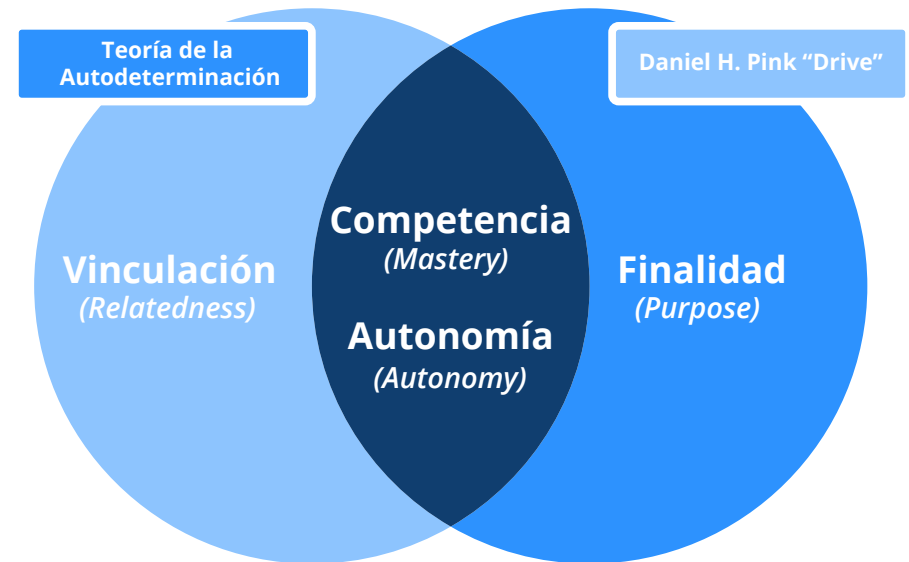 Teoría de la
Autodeterminación
Daniel H. Pink “Drive”
Vinculación
(Relatedness)
Competencia
(Mastery)
Autonomía
(Autonomy)
Finalidad
(Purpose)